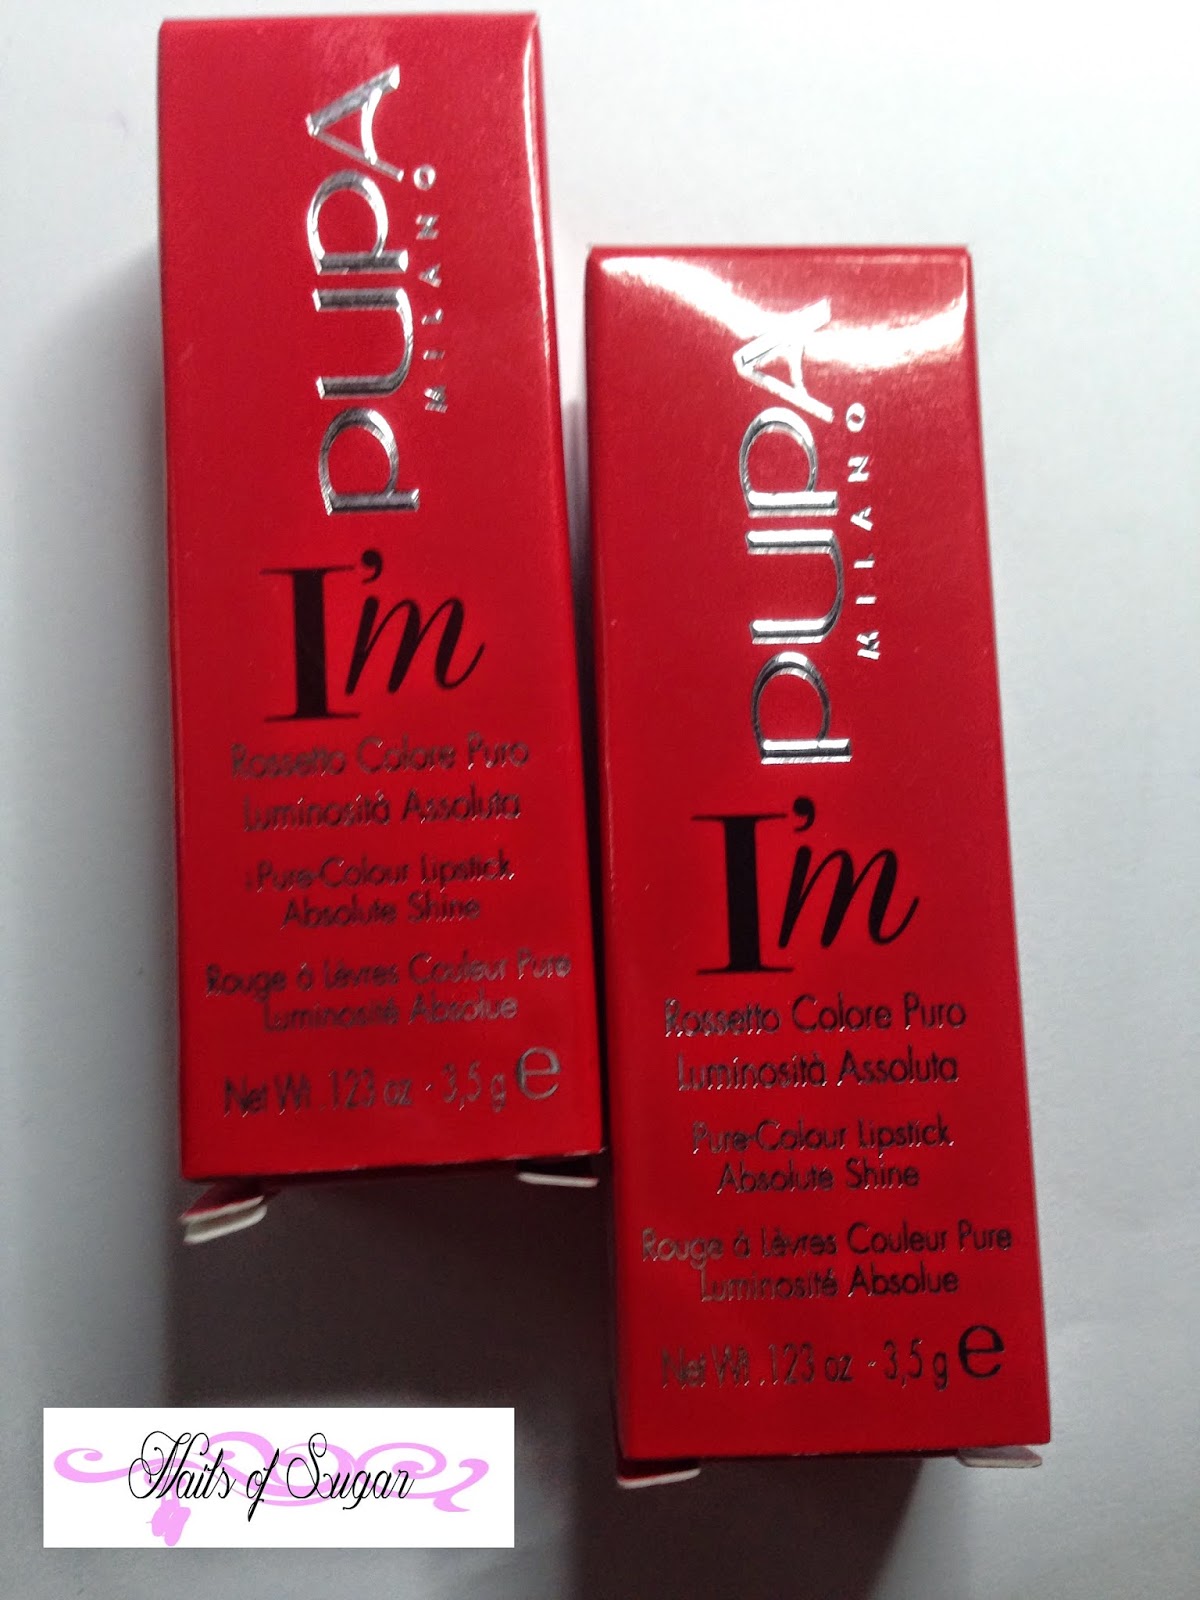 PUPA
MILANO
I'm
Rossetto Colore Puro
Luminosità Assoluta
Pure-Colour Lipstick
Absolute Shine
Rouge à Lèvres Couleur Pure
Luminosité Absolue
Net Wt. .123 oz - 3,5 g e
PUPA
MILANO
I'm
Rossetto Colore Puro
Luminosità Assoluta
Pure-Colour Lipstick
Absolute Shine
Rouge à Lèvres Couleur Pure
Luminosité Absolue
Net Wt. .123 oz - 3,5 g e
Nails of Sugar